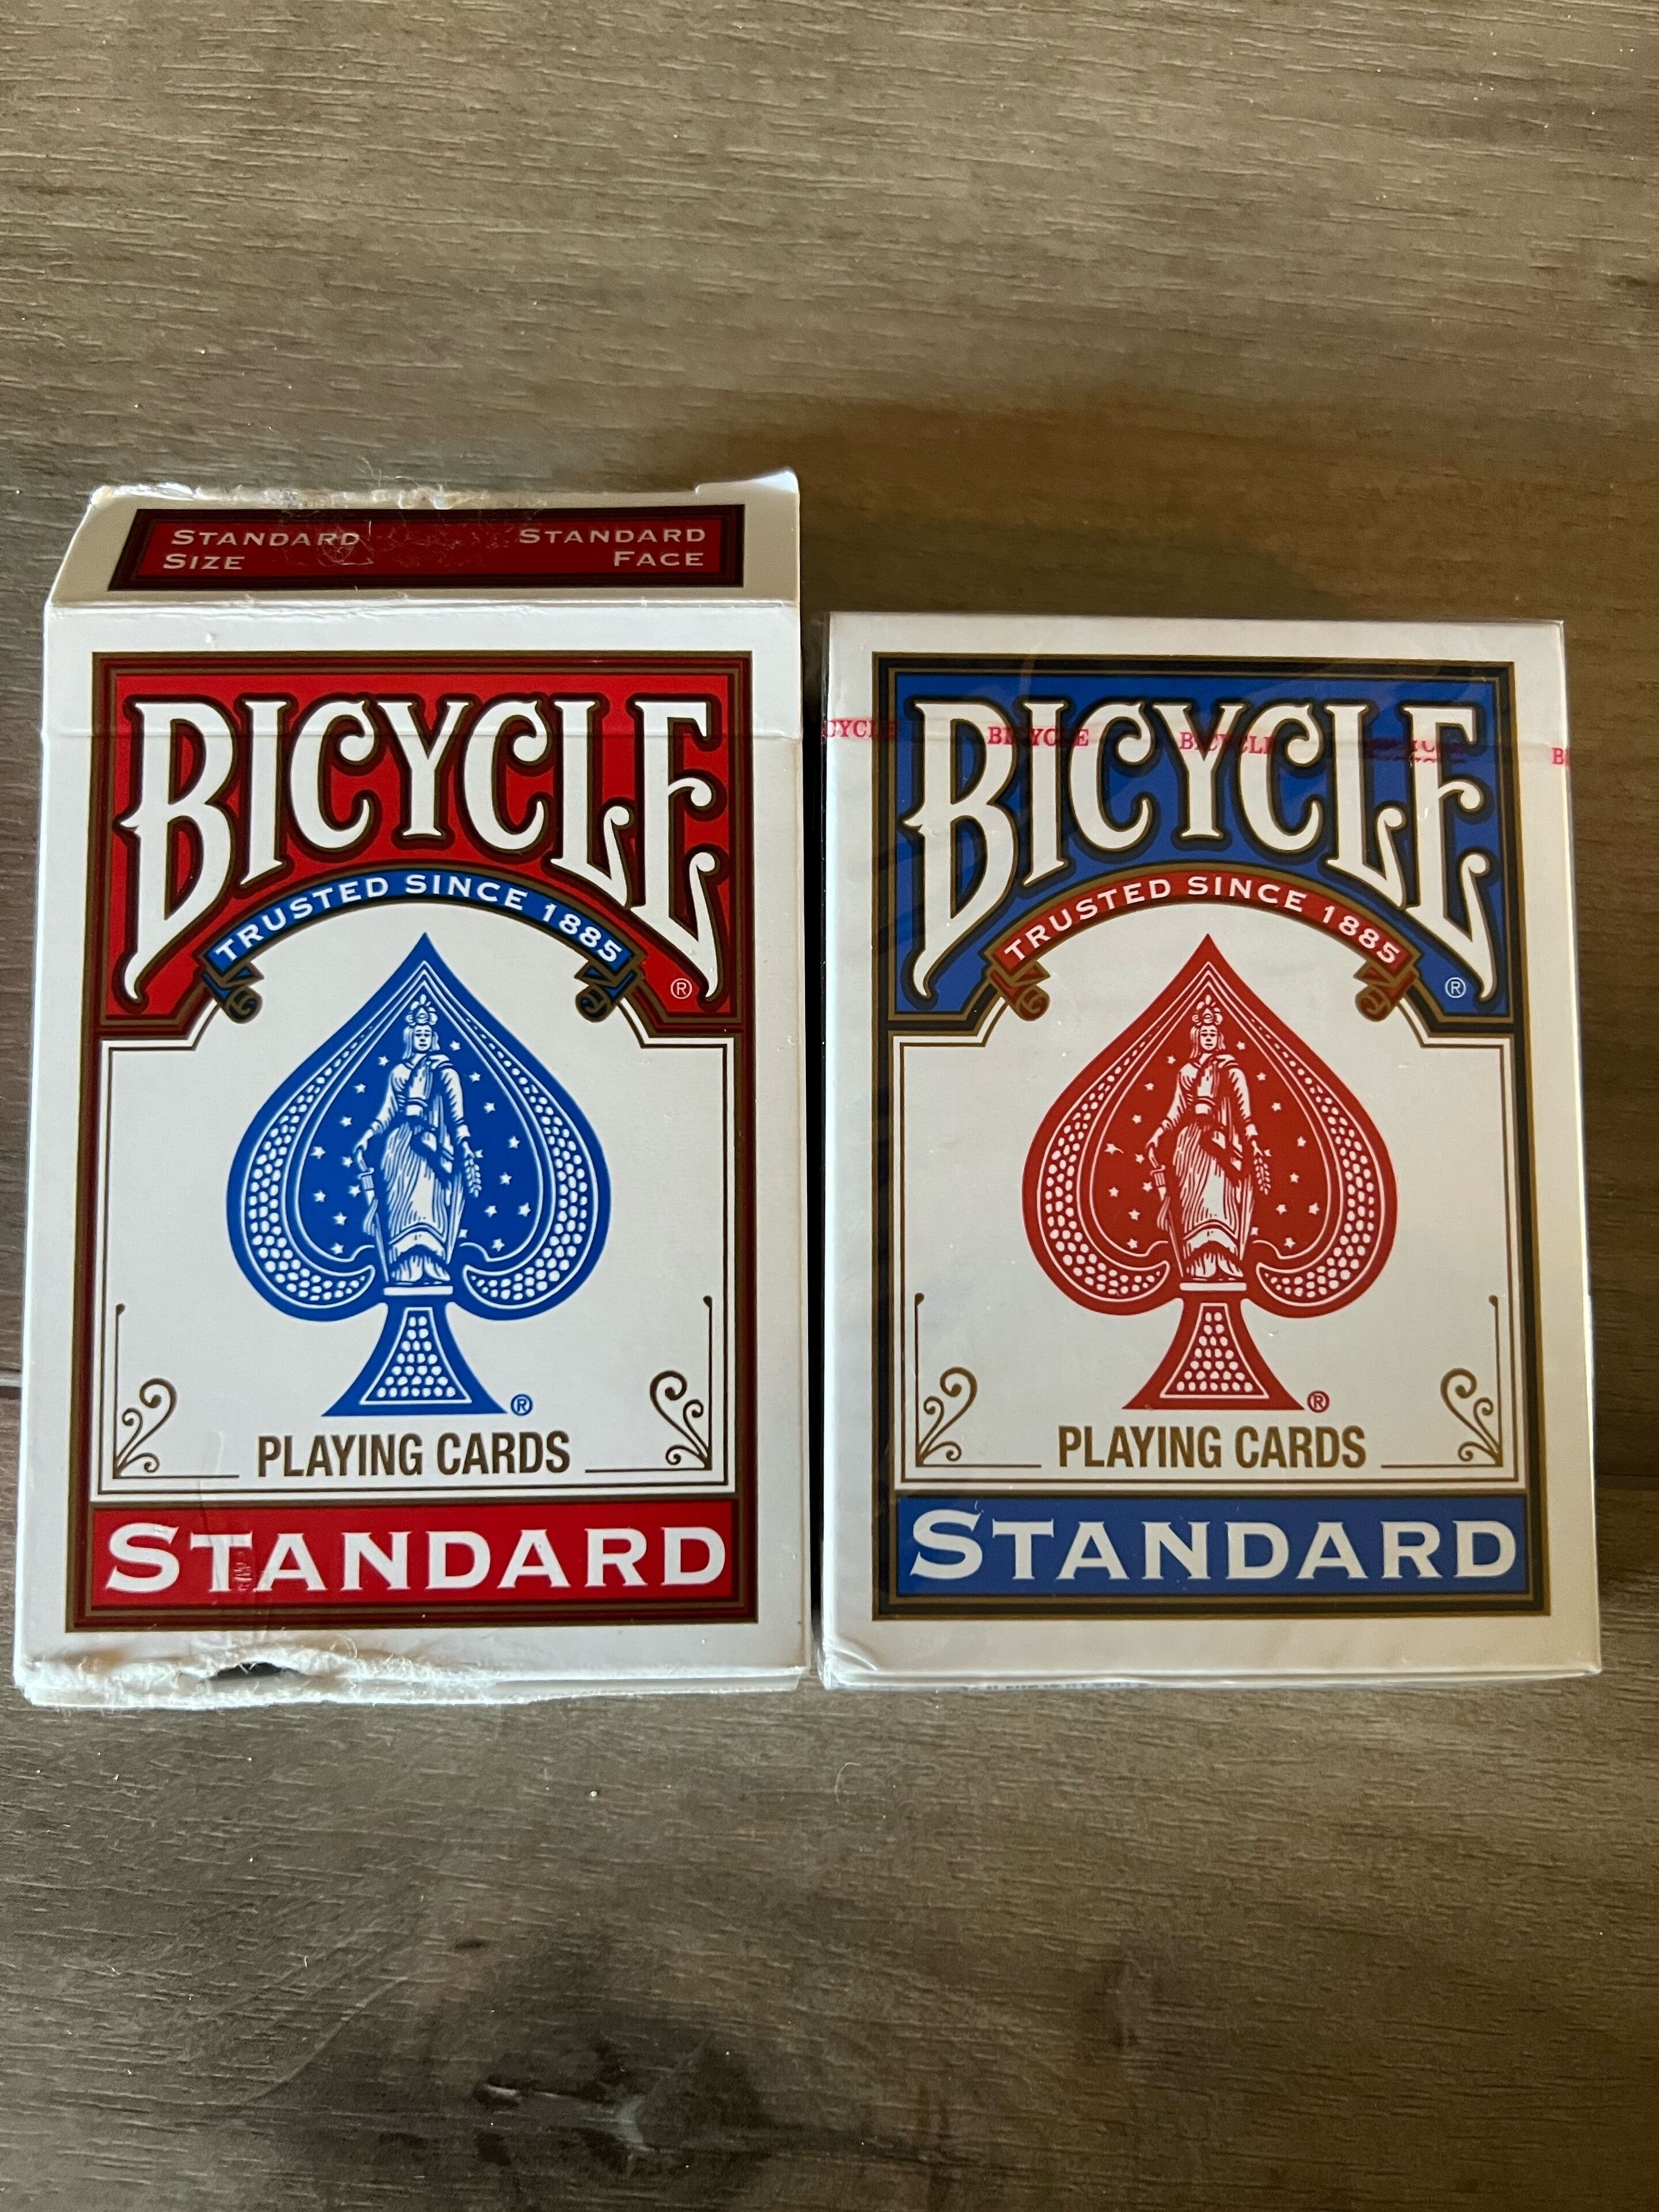 STANDARD SIZE
STANDARD FACE
BICYCLE
®
TRUSTED SINCE 1885
®
PLAYING CARDS
STANDARD
BICYCLE
BICYCLE
®
TRUSTED SINCE 1885
®
PLAYING CARDS
STANDARD